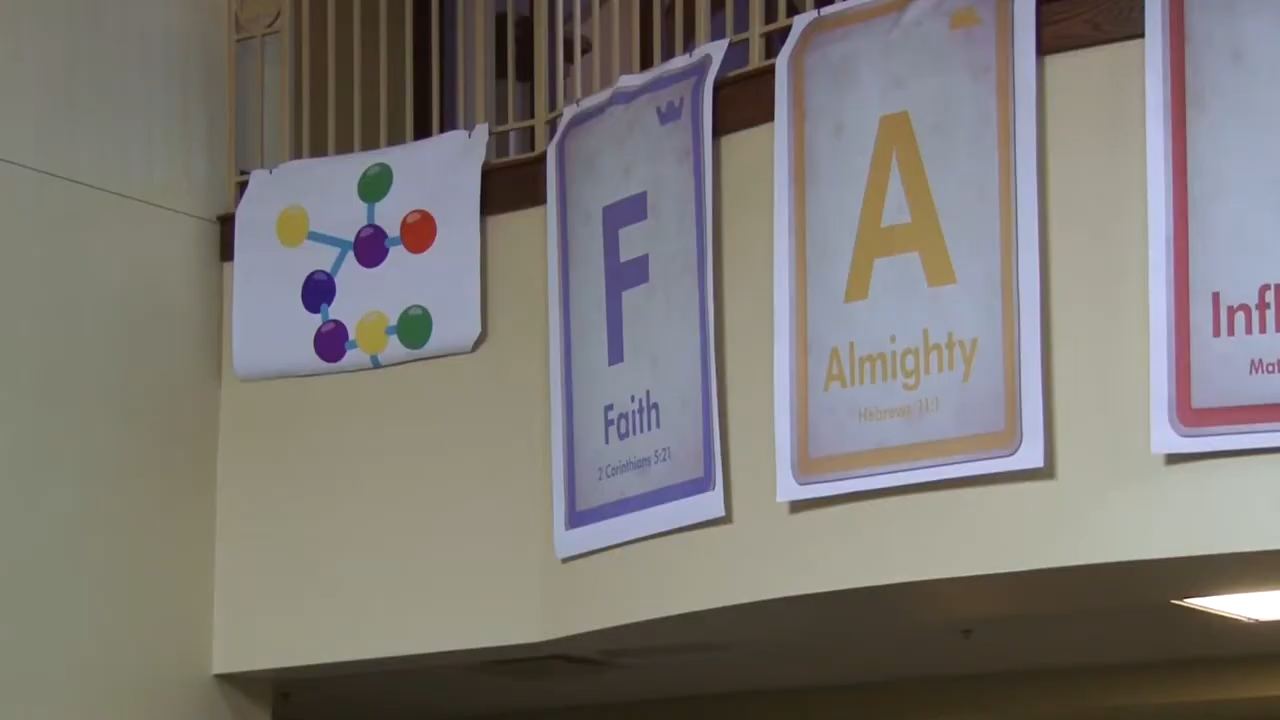 F
Faith
2 Corinthians 5:21
A
Almighty
Hebrews 11:1
Infl
Mat